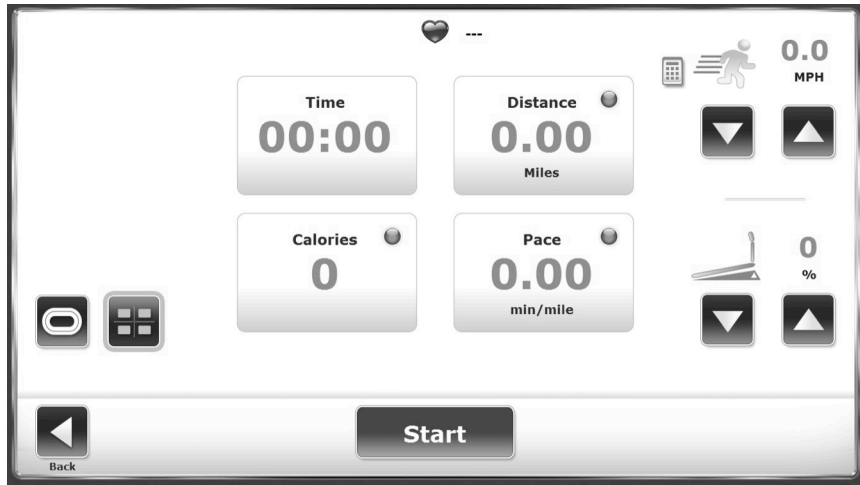 ---
0.0
MPH
Time
00:00
Distance
0.00
Miles
Calories
0
Pace
0.00
min/mile
0
%
Start
Back